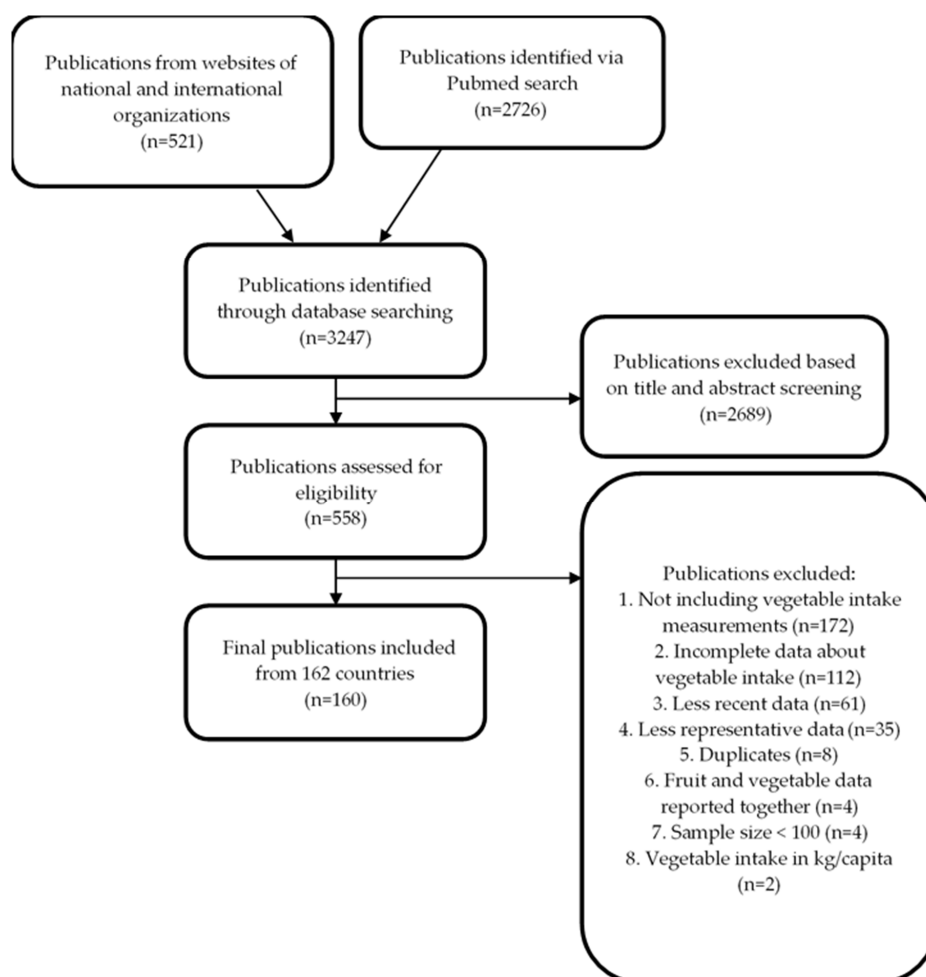 Publications from websites of
national and international
organizations
(n=521)
Publications identified via
Pubmed search
(n=2726)
Publications identified
through database searching
(n=3247)
Publications excluded based
on title and abstract screening
(n=2689)
Publications assessed for
eligibility
(n=558)
Publications excluded:
1. Not including vegetable intake
measurements (n=172)
2. Incomplete data about
vegetable intake (n=112)
3. Less recent data (n=61)
4. Less representative data (n=35)
5. Duplicates (n=8)
6. Fruit and vegetable data
reported together (n=4)
7. Sample size < 100 (n=4)
8. Vegetable intake in kg/capita
(n=2)
Final publications included
from 162 countries
(n=160)